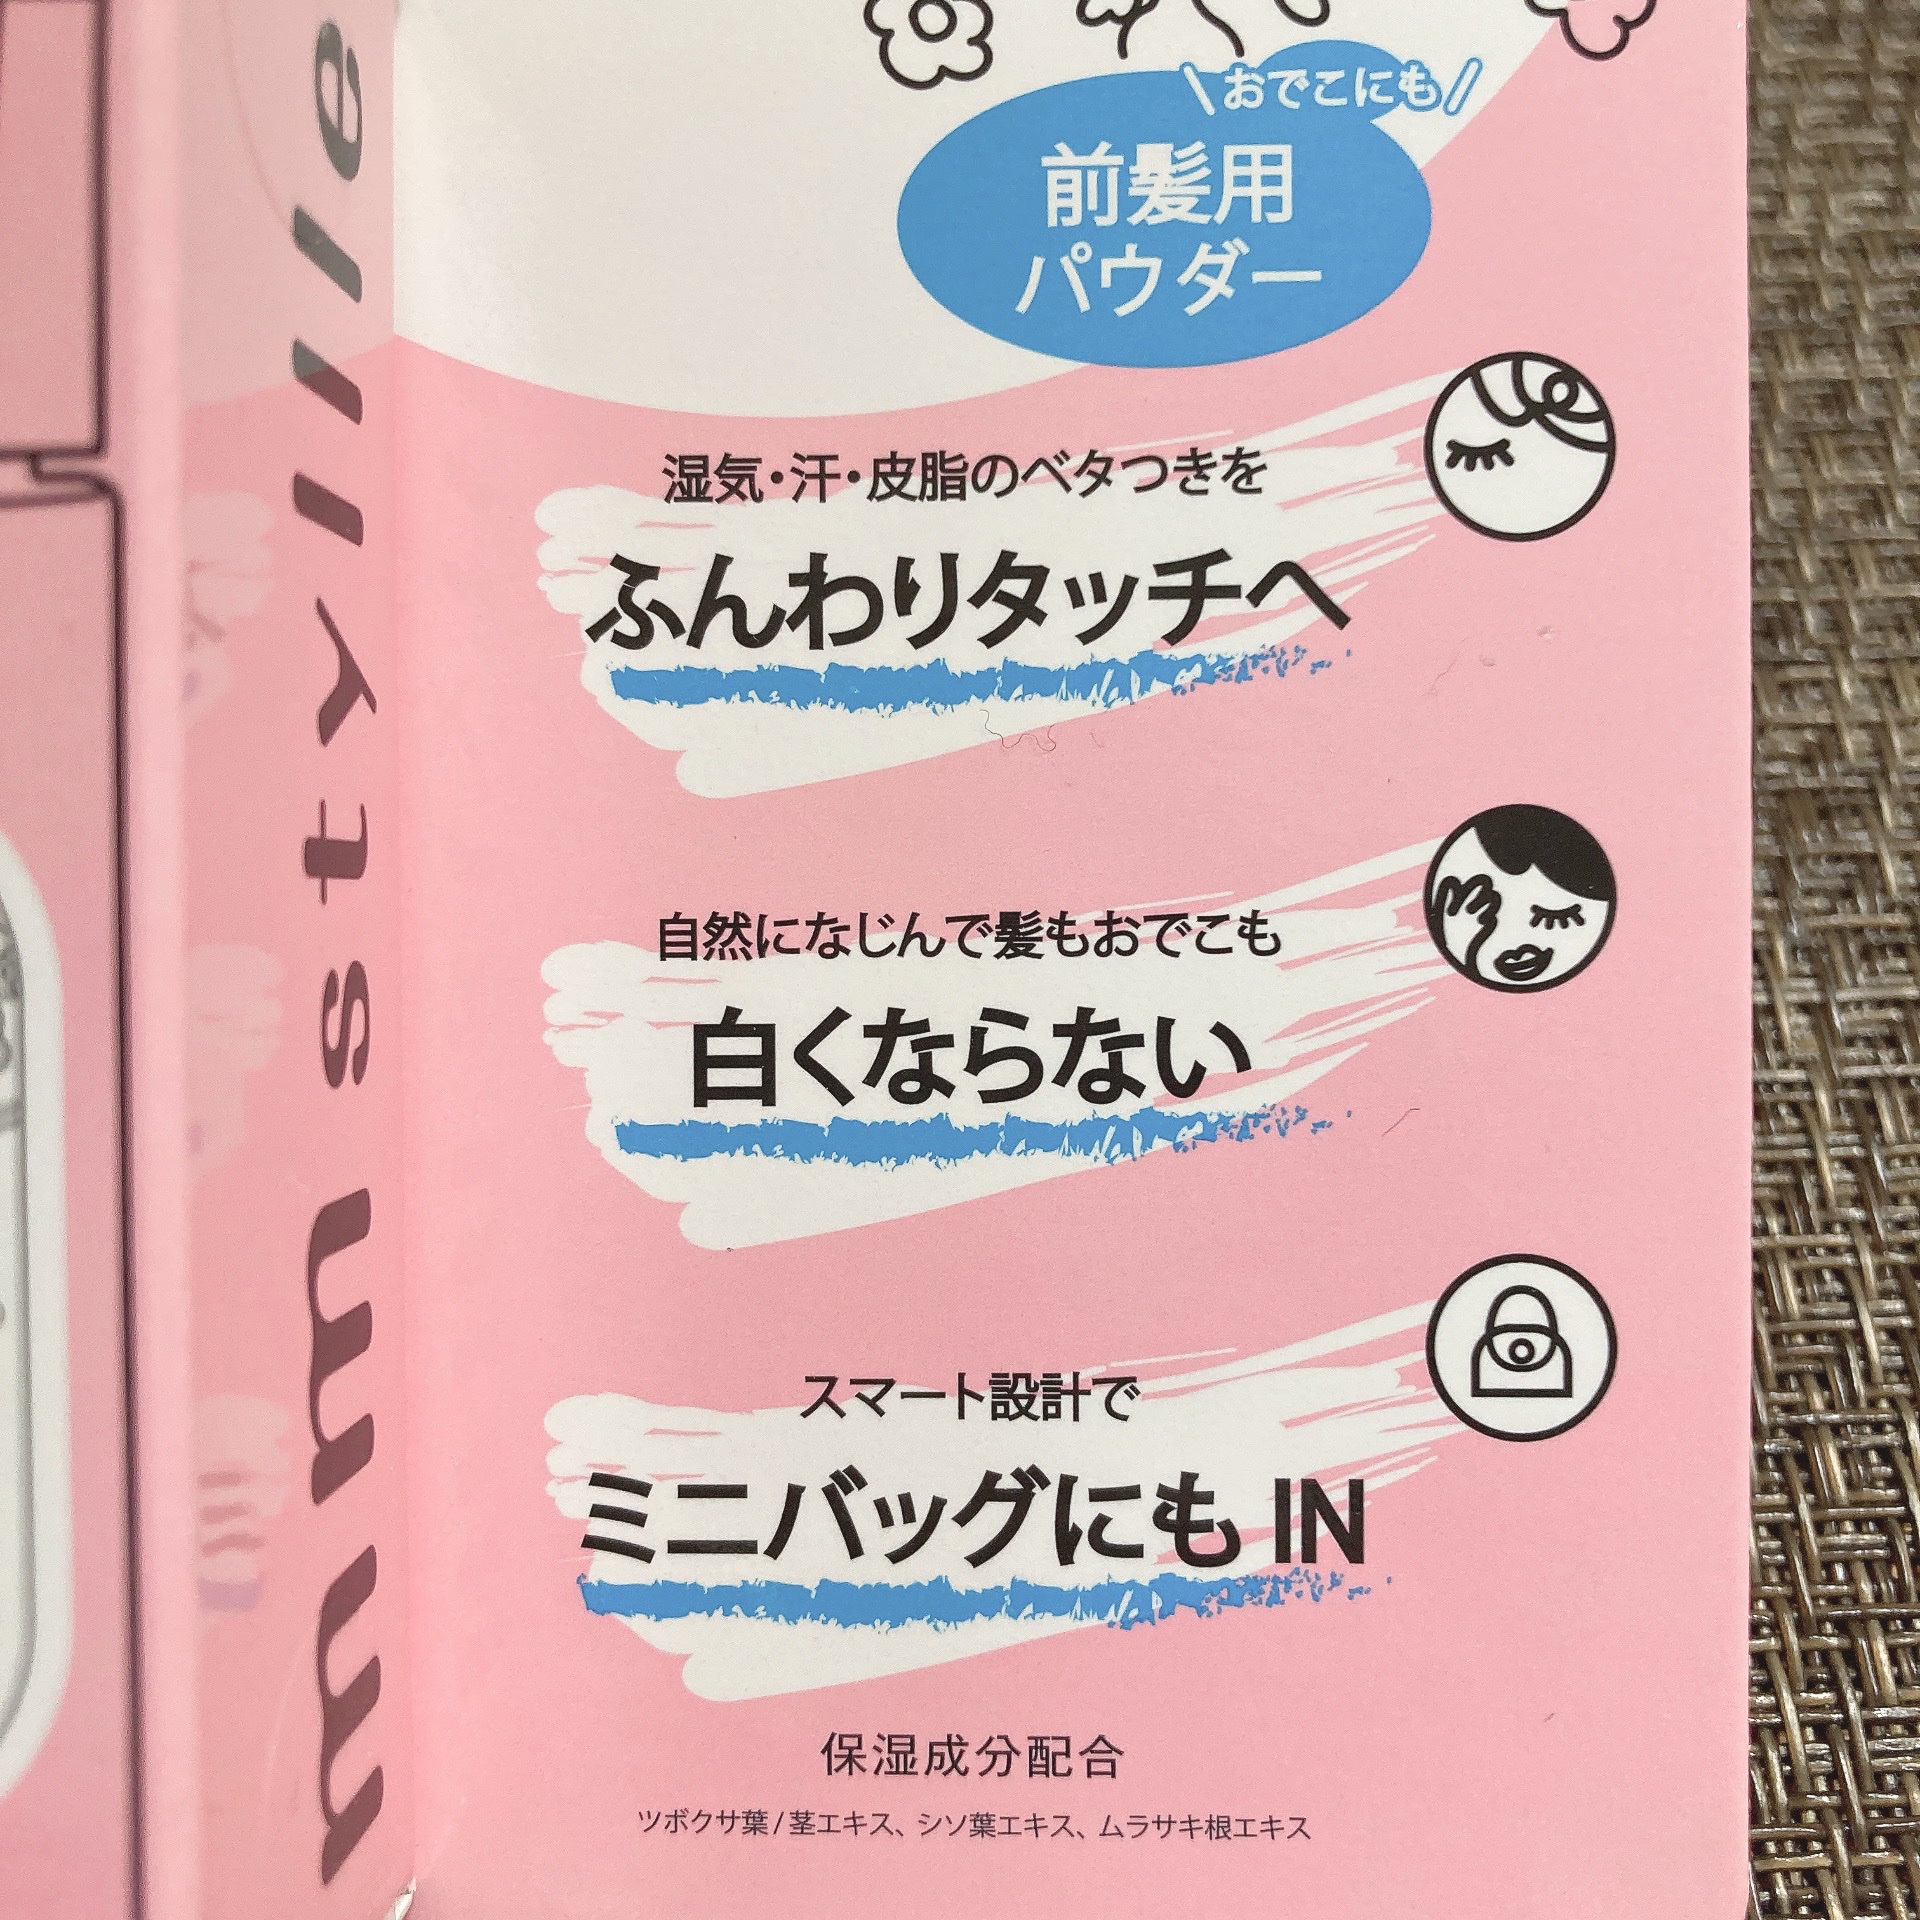 おでこにも
前髪用
パウダー
湿気・汗・皮脂のベタつきを
ふんわりタッチへ
自然になじんで髪もおでこも
白くならない
スマート設計で
ミニバッグにも IN
保湿成分配合
ツボクサ葉/茎エキス、シソ葉エキス、ムラサキ根エキス